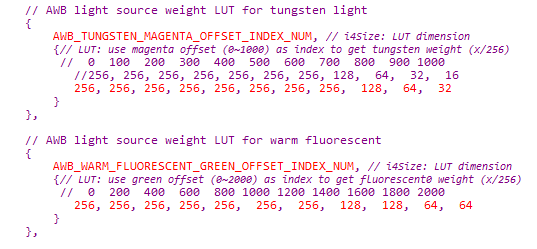 // AWB light source weight LUT for tungsten light
{
AWB_TUNGSTEN_MAGENTA_OFFSET_INDEX_NUM, // i4Size: LUT dimension
{// LUT: use magenta offset (0~1000) as index to get tungsten weight (x/256)
// 0 100 200 300 400 500 600 700 800 900 1000
//256, 256, 256, 256, 256, 256, 256, 128, 64, 32, 16
256, 256, 256, 256, 256, 256, 256, 256, 128, 64, 32
}
},
// AWB light source weight LUT for warm fluorescent
{
AWB_WARM_FLUORESCENT_GREEN_OFFSET_INDEX_NUM, // i4Size: LUT dimension
{// LUT: use green offset (0~2000) as index to get fluorescent0 weight (x/256)
// 0 200 400 600 800 1000 1200 1400 1600 1800 2000
256, 256, 256, 256, 256, 256, 256, 128, 128, 64, 64
}
},